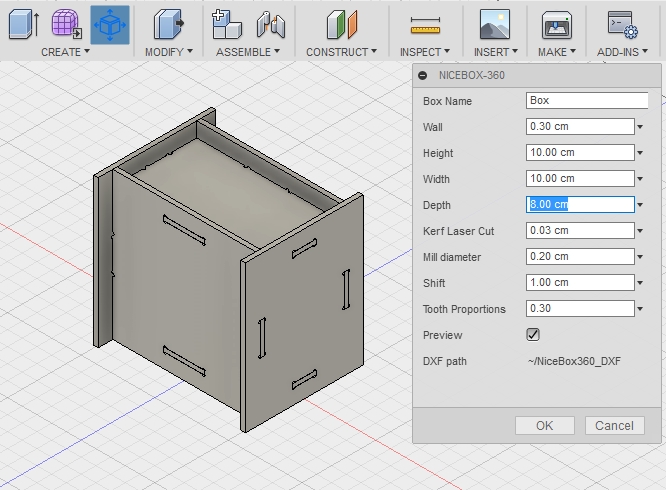 CREATE MODIFY ASSEMBLE CONSTRUCT INSPECT INSERT MAKE ADD-INS
NICEBOX-360
Box Name Box
Wall 0.30 cm
Height 10.00 cm
Width 10.00 cm
Depth 8.00 cm
Kerf Laser Cut 0.03 cm
Mill diameter 0.20 cm
Shift 1.00 cm
Tooth Proportions 0.30
Preview
DXF path ~/NiceBox360_DXF
OK Cancel